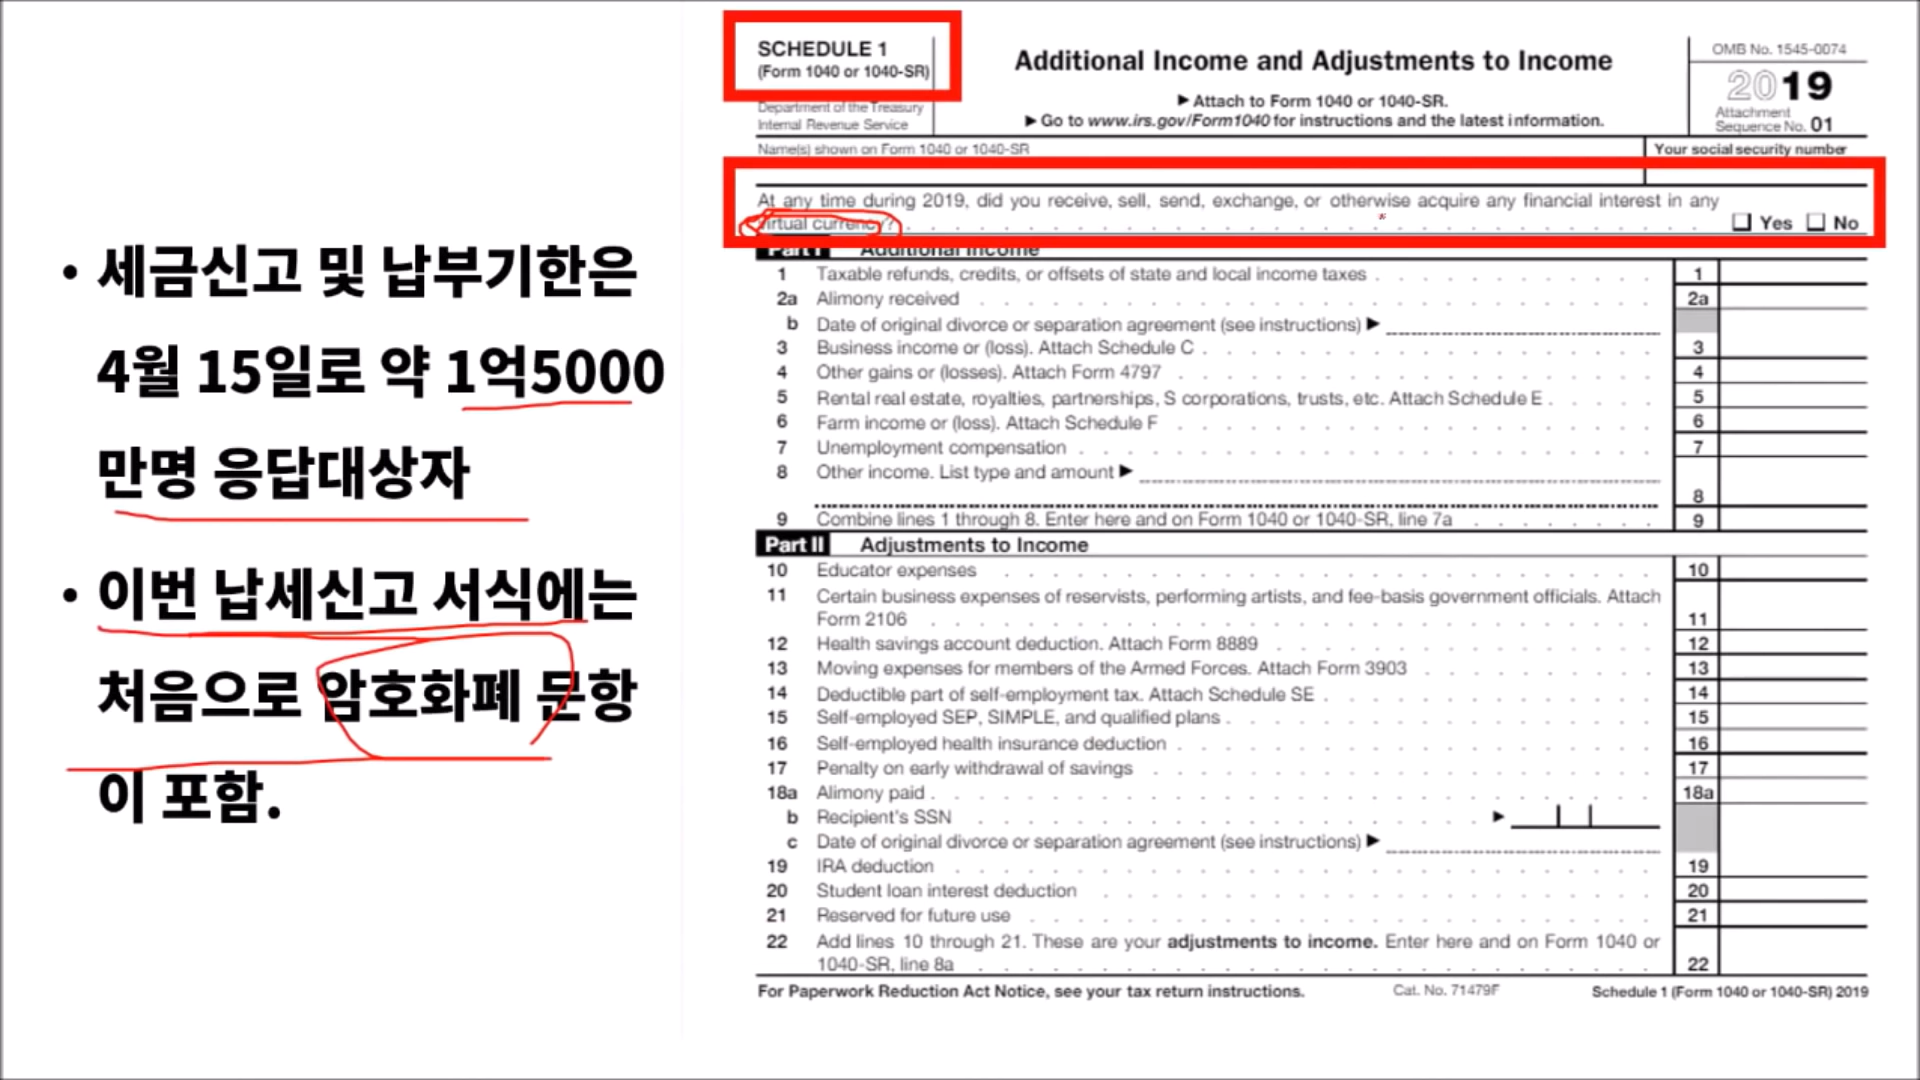 • 세금신고 및 납부기한은
4월 15일로 약 1억5000
만명 응답대상자
• 이번 납세신고 서식에는
처음으로 암호화폐 문항
이 포함.
SCHEDULE 1
(Form 1040 or 1040-SR)
Department of the Treasury
Internal Revenue Service
Additional Income and Adjustments to Income
▶ Attach to Form 1040 or 1040-SR.
▶ Go to www.irs.gov/Form1040 for instructions and the latest information.
OMB No. 1545-0074
2019
Attachment
Sequence No. 01
Name(s) shown on Form 1040 or 1040-SR
Your social security number
At any time during 2019, did you receive, sell, send, exchange, or otherwise acquire any financial interest in any
virtual currency? . . . . . . . . . . . . . . . . . . . . . . . . . . . . . . . . ☐ Yes ☐ No
Part I Additional Income
1 Taxable refunds, credits, or offsets of state and local income taxes . . . . . . . . . . . . 1
2a Alimony received . . . . . . . . . . . . . . . . . . . . . . . . . . . . 2a
b Date of original divorce or separation agreement (see instructions) ▶
3 Business income or (loss). Attach Schedule C . . . . . . . . . . . . . . . . . . . 3
4 Other gains or (losses). Attach Form 4797 . . . . . . . . . . . . . . . . . . . . 4
5 Rental real estate, royalties, partnerships, S corporations, trusts, etc. Attach Schedule E . . . . . 5
6 Farm income or (loss). Attach Schedule F . . . . . . . . . . . . . . . . . . . . 6
7 Unemployment compensation . . . . . . . . . . . . . . . . . . . . . . . . 7
8 Other income. List type and amount ▶
8
9 Combine lines 1 through 8. Enter here and on Form 1040 or 1040-SR, line 7a . . . . . . . . 9
Part II Adjustments to Income
10 Educator expenses . . . . . . . . . . . . . . . . . . . . . . . . . . . 10
11 Certain business expenses of reservists, performing artists, and fee-basis government officials. Attach
Form 2106 . . . . . . . . . . . . . . . . . . . . . . . . . . . . . . 11
12 Health savings account deduction. Attach Form 8889 . . . . . . . . . . . . . . . . 12
13 Moving expenses for members of the Armed Forces. Attach Form 3903 . . . . . . . . . . 13
14 Deductible part of self-employment tax. Attach Schedule SE . . . . . . . . . . . . . . 14
15 Self-employed SEP, SIMPLE, and qualified plans . . . . . . . . . . . . . . . . . . 15
16 Self-employed health insurance deduction . . . . . . . . . . . . . . . . . . . . 16
17 Penalty on early withdrawal of savings . . . . . . . . . . . . . . . . . . . . . 17
18a Alimony paid . . . . . . . . . . . . . . . . . . . . . . . . . . . . . 18a
b Recipient's SSN . . . . . . . . . . . . . . . . . . . . . ▶
c Date of original divorce or separation agreement (see instructions) ▶
19 IRA deduction . . . . . . . . . . . . . . . . . . . . . . . . . . . . . 19
20 Student loan interest deduction . . . . . . . . . . . . . . . . . . . . . . . 20
21 Reserved for future use . . . . . . . . . . . . . . . . . . . . . . . . . . 21
22 Add lines 10 through 21. These are your adjustments to income. Enter here and on Form 1040 or
1040-SR, line 8a . . . . . . . . . . . . . . . . . . . . . . . . . . . . 22
For Paperwork Reduction Act Notice, see your tax return instructions.
Cat. No. 71479F
Schedule 1 (Form 1040 or 1040-SR) 2019